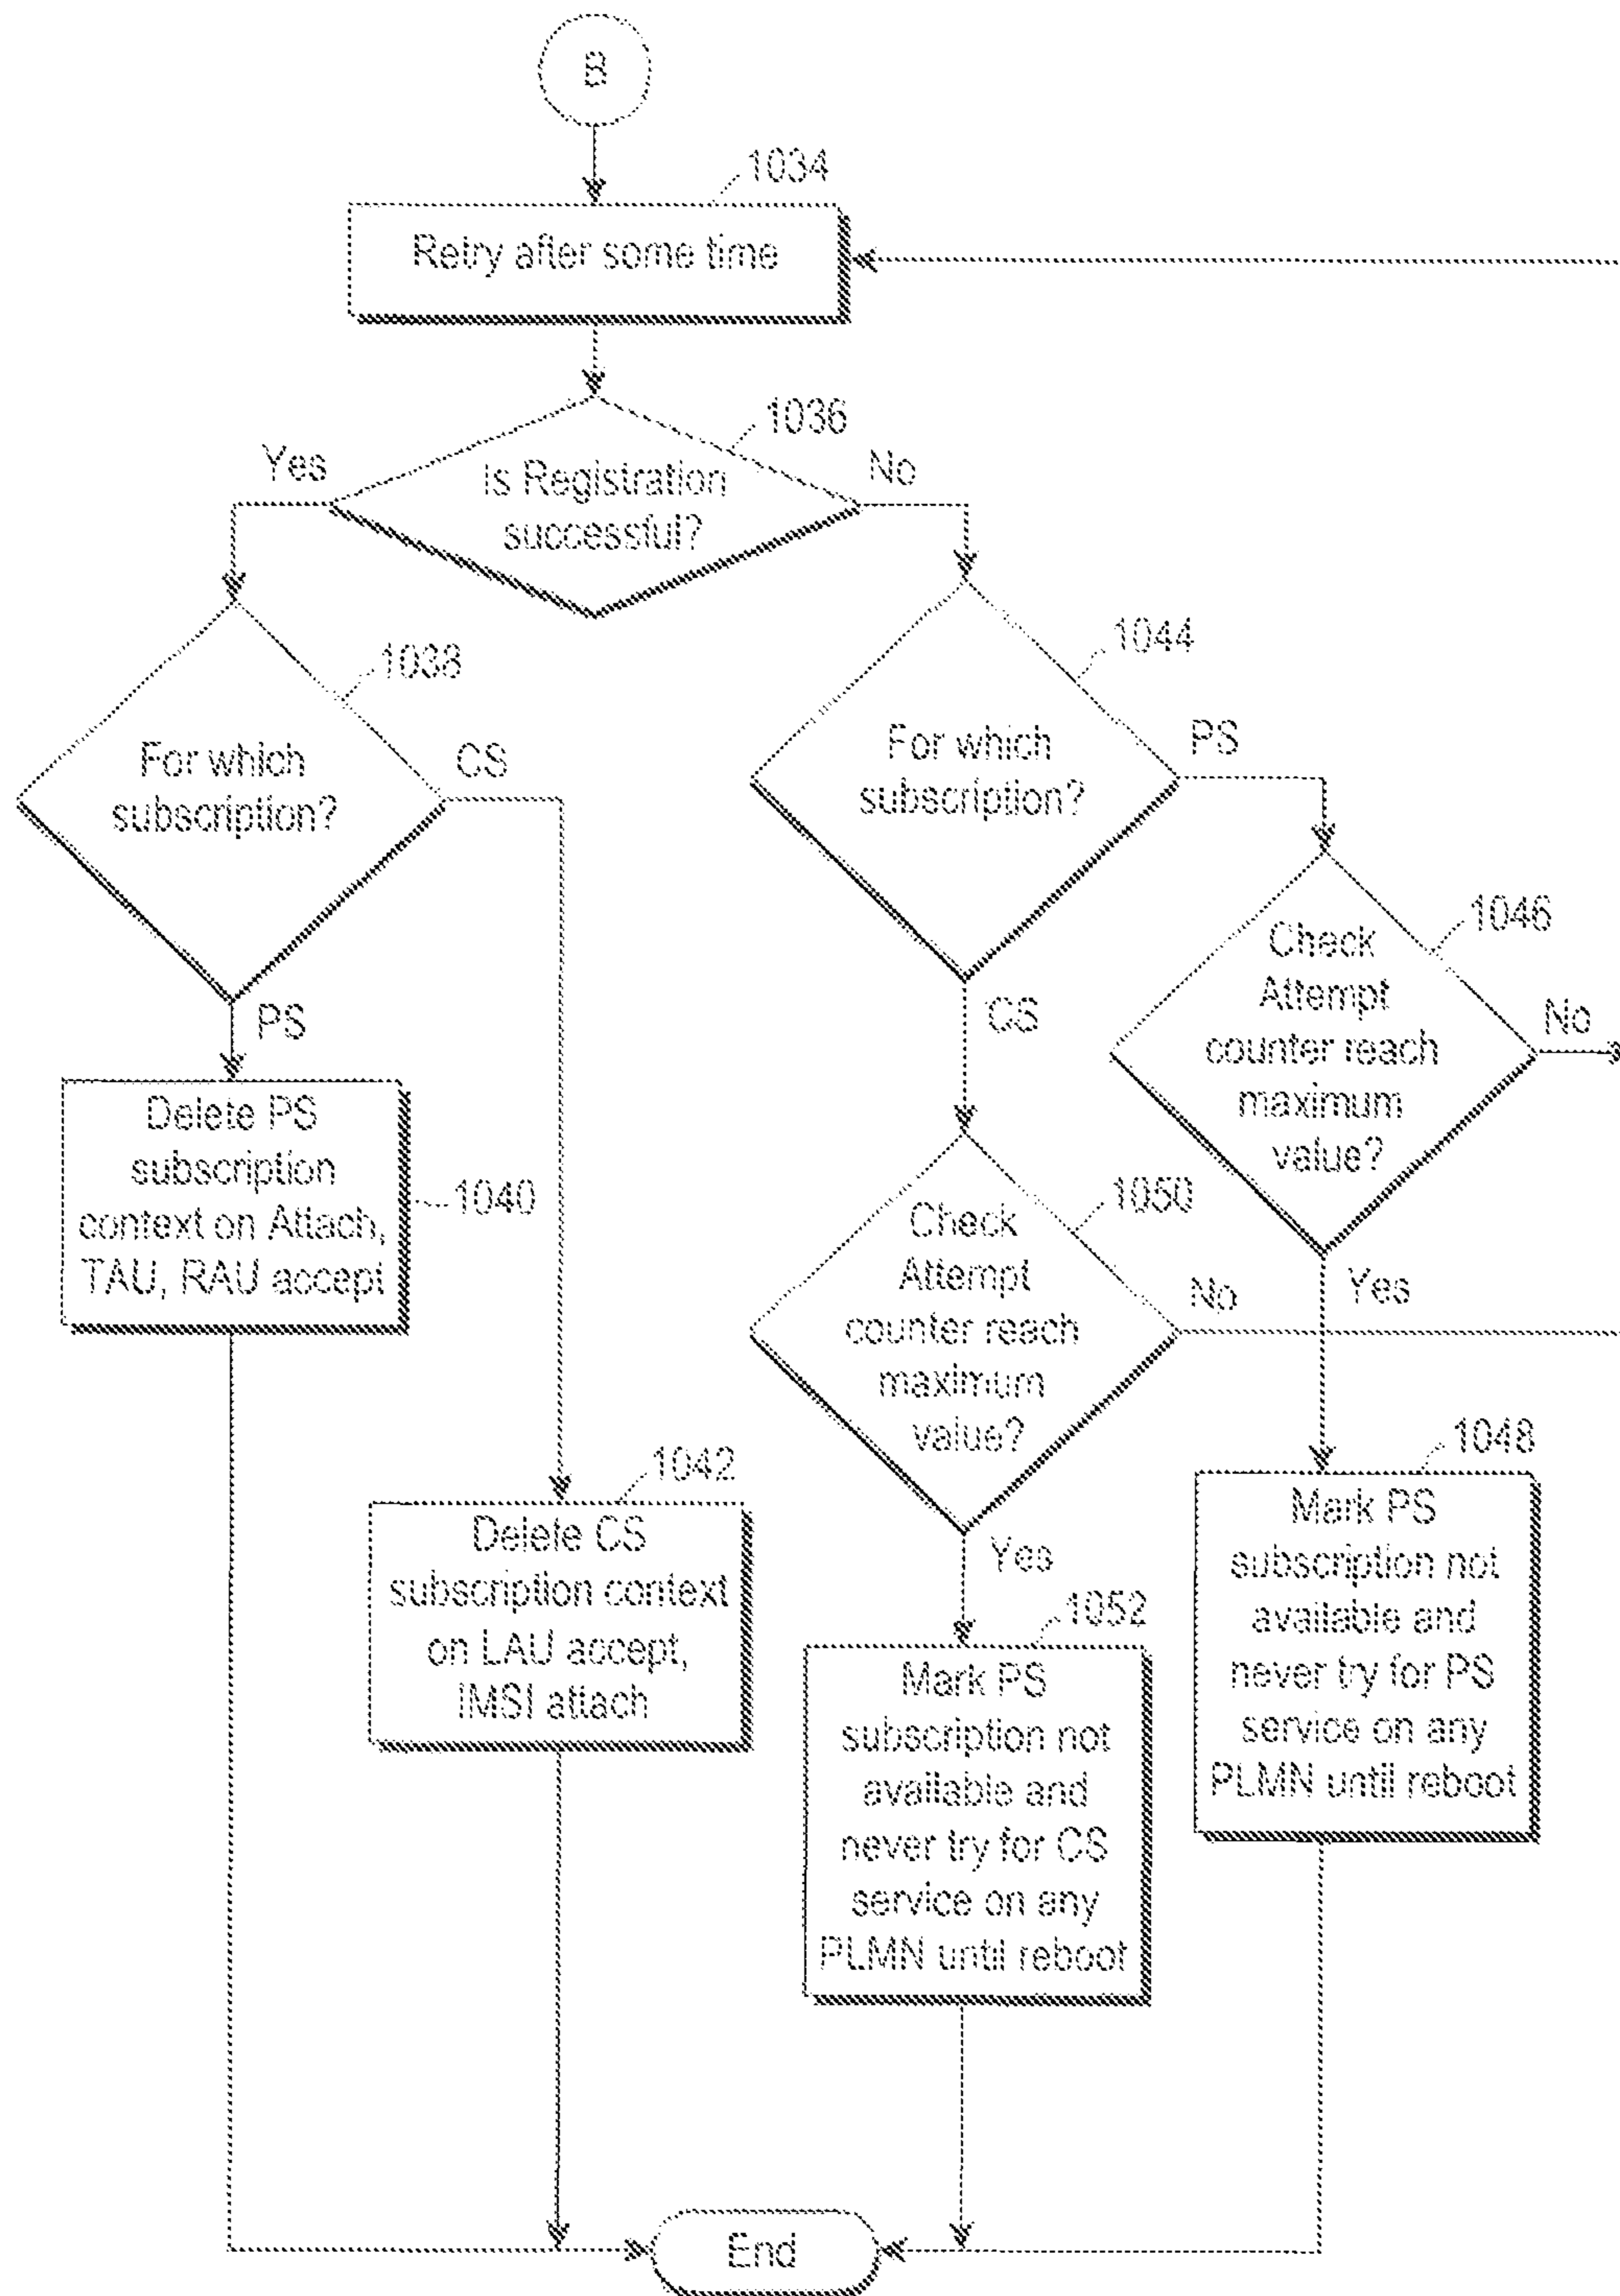 B
1034
Retry after some time
1036
Yes
No
Is Registration
successful?
1038
1044
For which
subscription?
CS
PS
For which
subscription?
PS
CS
1046
Check
Attempt
counter reach
maximum
value?
No
Yes
Delete PS
subscription
context on Attach,
TAU, RAU accept
1040
1050
Check
Attempt
counter reach
maximum
value?
No
Yes
1042
Delete CS
subscription context
on LAU accept,
IMSI attach
1048
Mark PS
subscription not
available and
never try for PS
service on any
PLMN until reboot
1052
Mark PS
subscription not
available and
never try for CS
service on any
PLMN until reboot
End